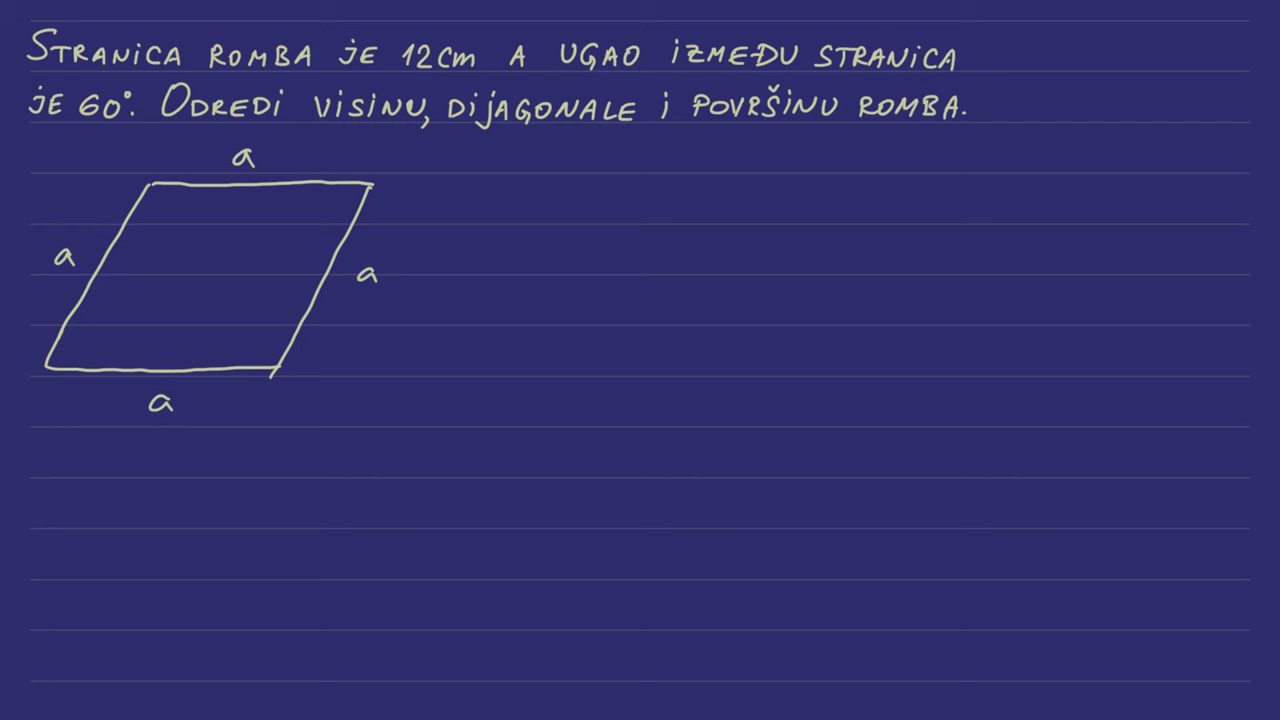 STRANICA ROMBA JE 12cm A UGAO IZMEĐU STRANICA
JE 60°. ODREDI VISINU, DIJAGONALE I POVRŠINU ROMBA.
a
a
a
a